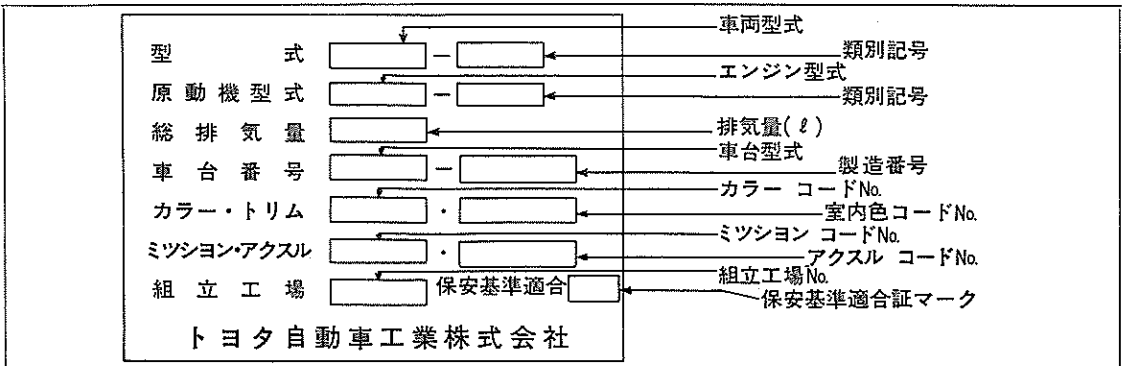 車両型式
型式 － 類別記号
エンジン型式
原動機型式 － 類別記号
総排気量 排気量(ℓ)
車台型式
車台番号 － 製造番号
カラー コードNo.
カラー・トリム ・ 室内色コードNo.
ミツシヨン コードNo.
ミツシヨン・アクスル ・ アクスル コードNo.
組立工場No.
組立工場 保安基準適合 保安基準適合証マーク
トヨタ自動車工業株式会社